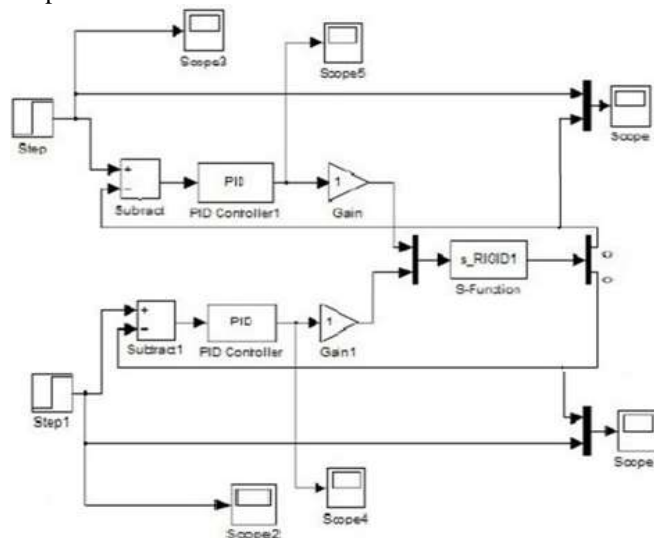 Scope3
Scope5
Step
Scope
+
−
PID
1
Subtract
PID Controller1
Gain
s_RIGID1
S-Function
+
−
PID
1
Subtract1
PID Controller
Gain1
Step1
Scope
Scope2
Scope4